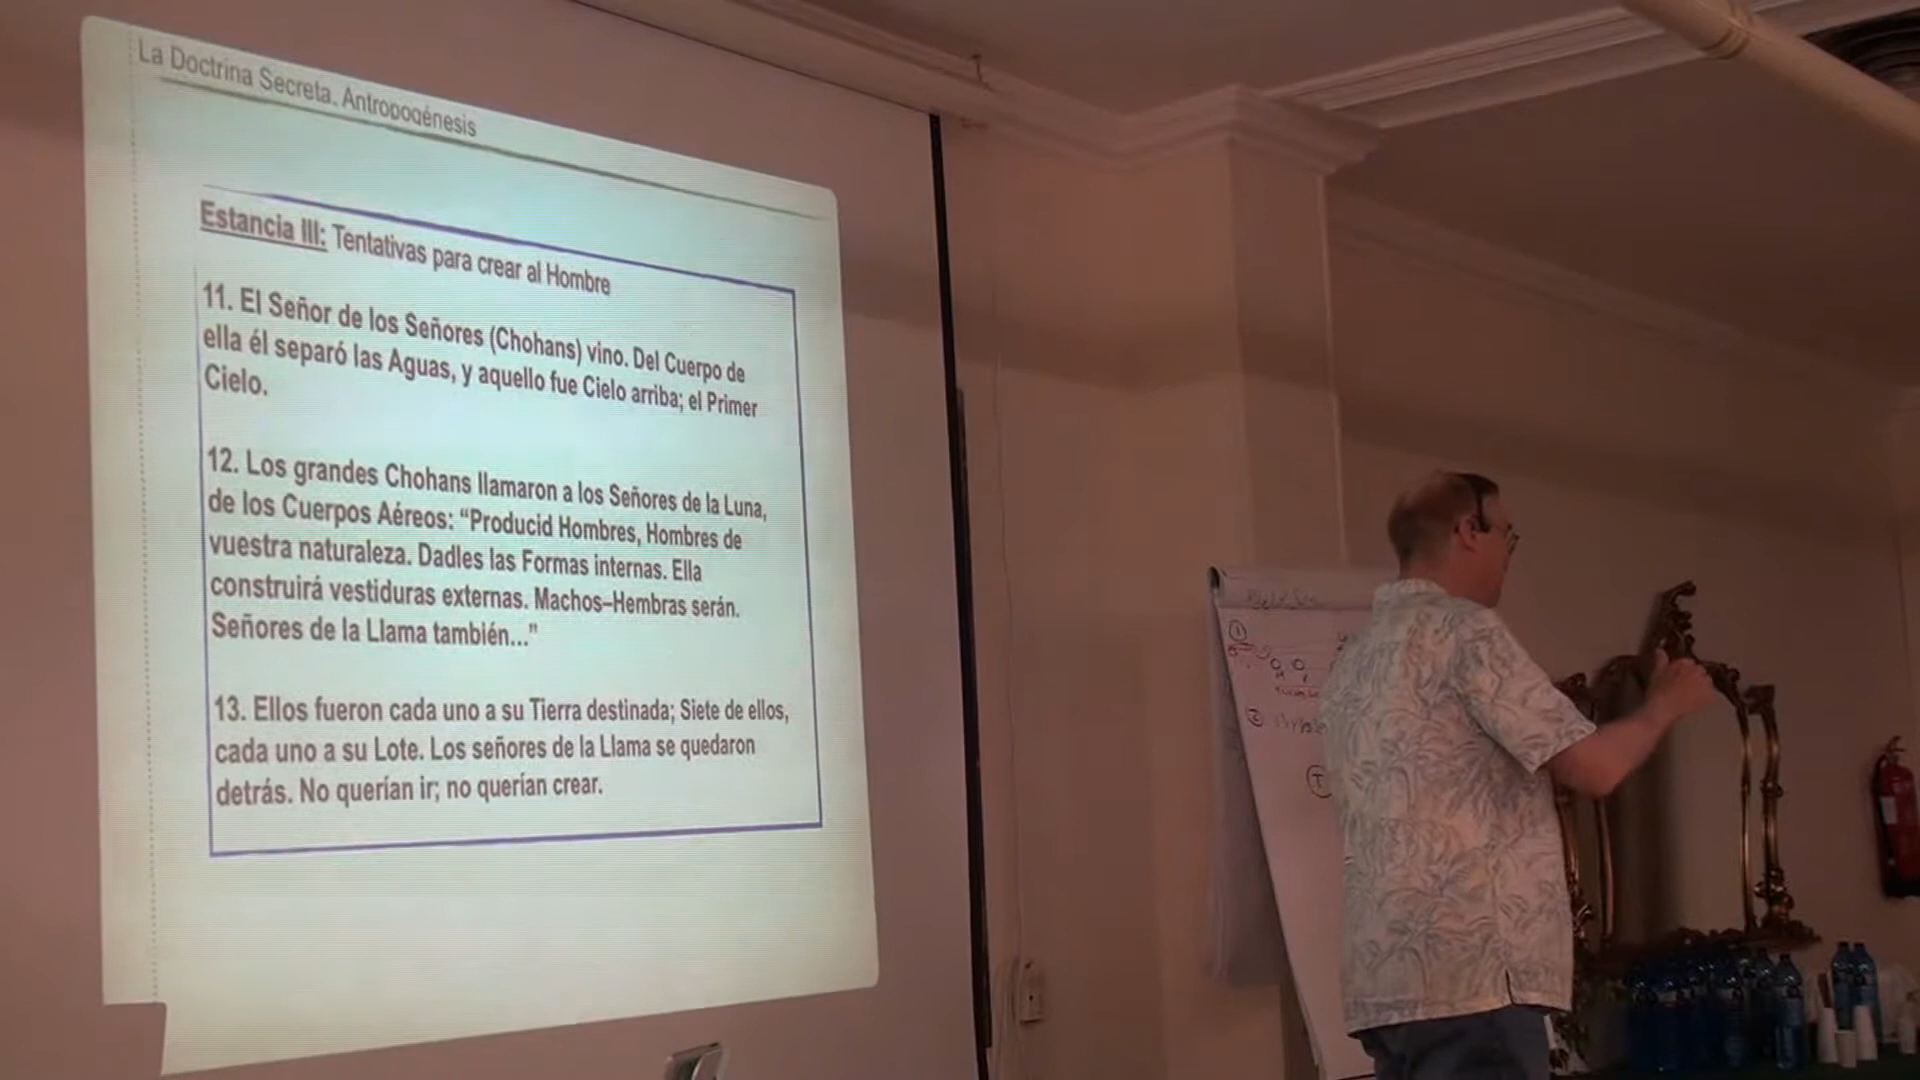 La Doctrina Secreta. Antropogénesis
Estancia III: Tentativas para crear al Hombre
11. El Señor de los Señores (Chohans) vino. Del Cuerpo de
ella él separó las Aguas, y aquello fue Cielo arriba; el Primer
Cielo.
12. Los grandes Chohans llamaron a los Señores de la Luna,
de los Cuerpos Aéreos: “Producid Hombres, Hombres de
vuestra naturaleza. Dadles las Formas internas. Ella
construirá vestiduras externas. Machos–Hembras serán.
Señores de la Llama también...”
13. Ellos fueron cada uno a su Tierra destinada; Siete de ellos,
cada uno a su Lote. Los señores de la Llama se quedaron
detrás. No querían ir; no querían crear.
1
2